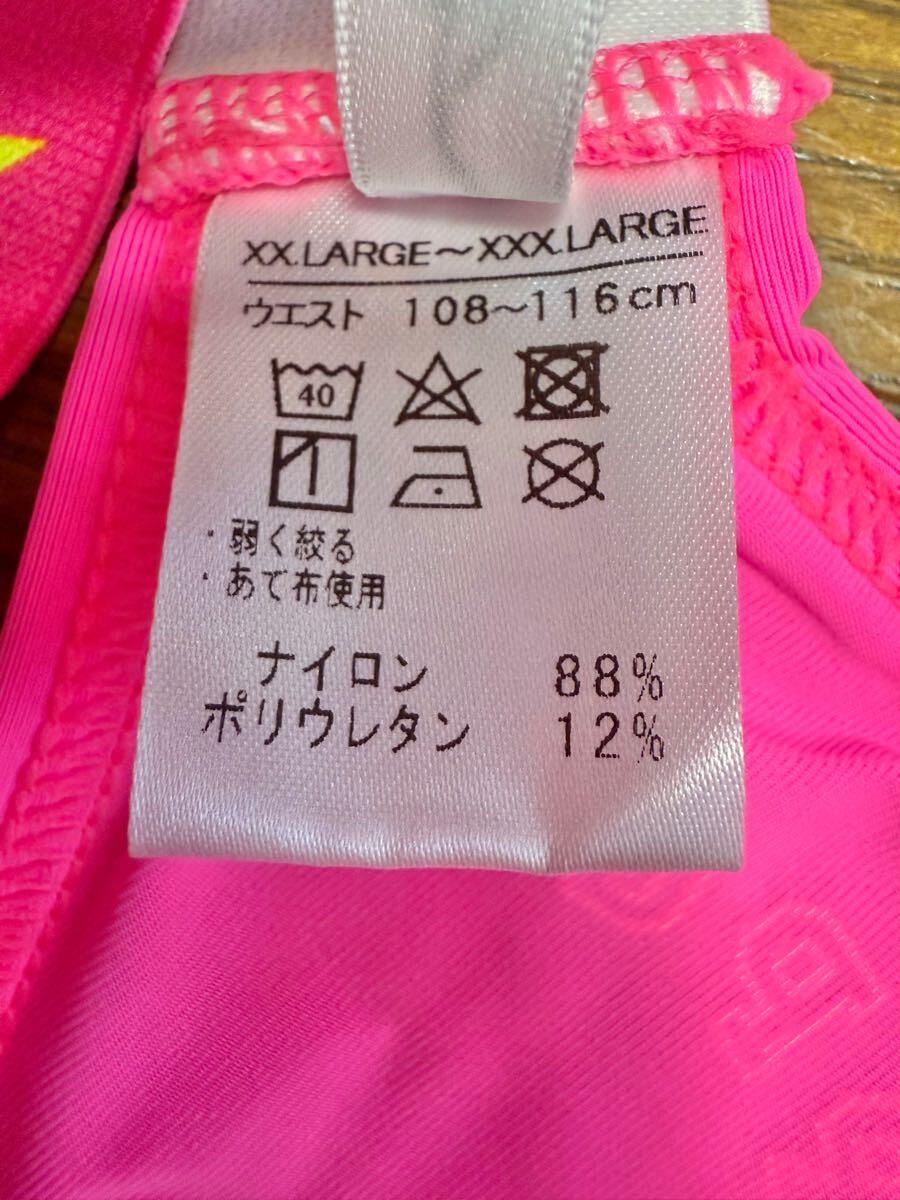 XX.LARGE～XXX.LARGE
ウエスト 108～116cm
40
・弱く絞る
・あて布使用
ナイロン 88%
ポリウレタン 12%